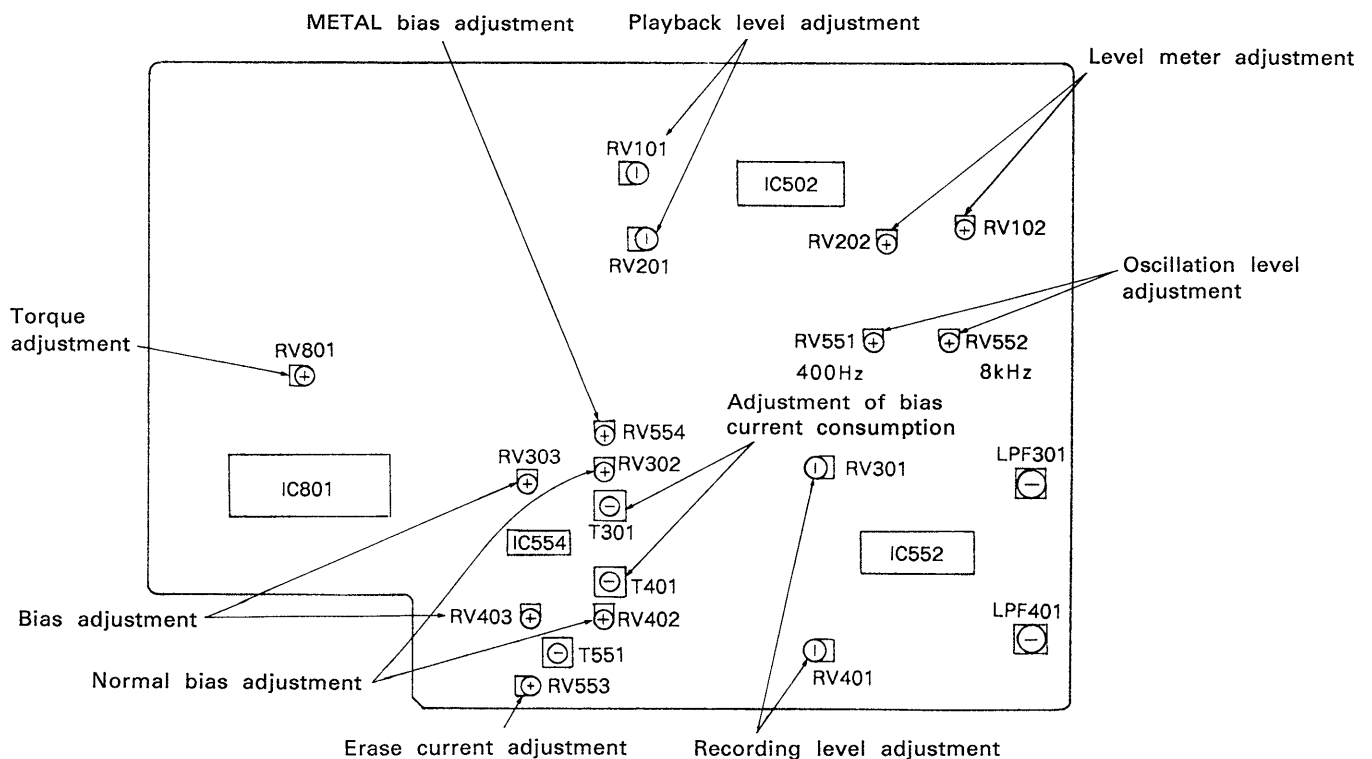 METAL bias adjustment
Playback level adjustment
Level meter adjustment
RV101
IC502
RV202
RV102
RV201
Oscillation level
adjustment
Torque
adjustment
RV801
RV551
RV552
400Hz
8kHz
Adjustment of bias
current consumption
RV554
RV303
RV302
RV301
LPF301
IC801
T301
IC554
IC552
T401
Bias adjustment
RV403
RV402
LPF401
T551
RV401
Normal bias adjustment
RV553
Erase current adjustment
Recording level adjustment